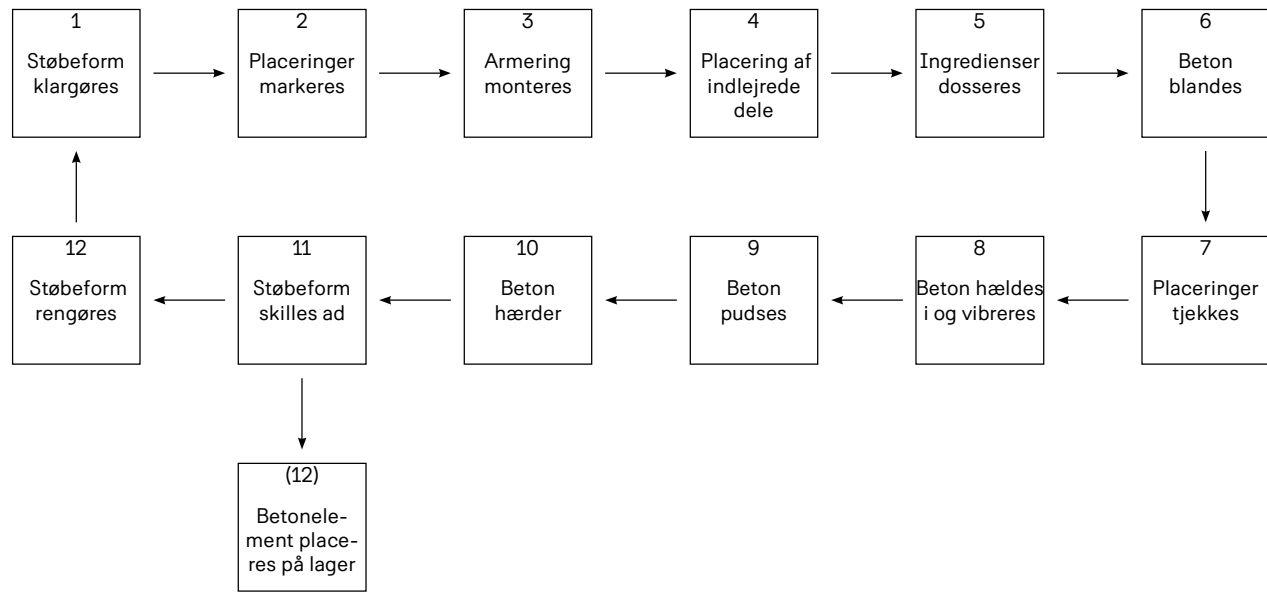 1
Støbeform
klargøres
2
Placeringer
markeres
3
Armering
monteres
4
Placering af
indlejrede
dele
5
Ingredienser
dosseres
6
Beton
blandes
12
Støbeform
rengøres
11
Støbeform
skilles ad
10
Beton
hærder
9
Beton
pudses
8
Beton hældes
i og vibreres
7
Placeringer
tjekkes
(12)
Betonele-
ment place-
res på lager